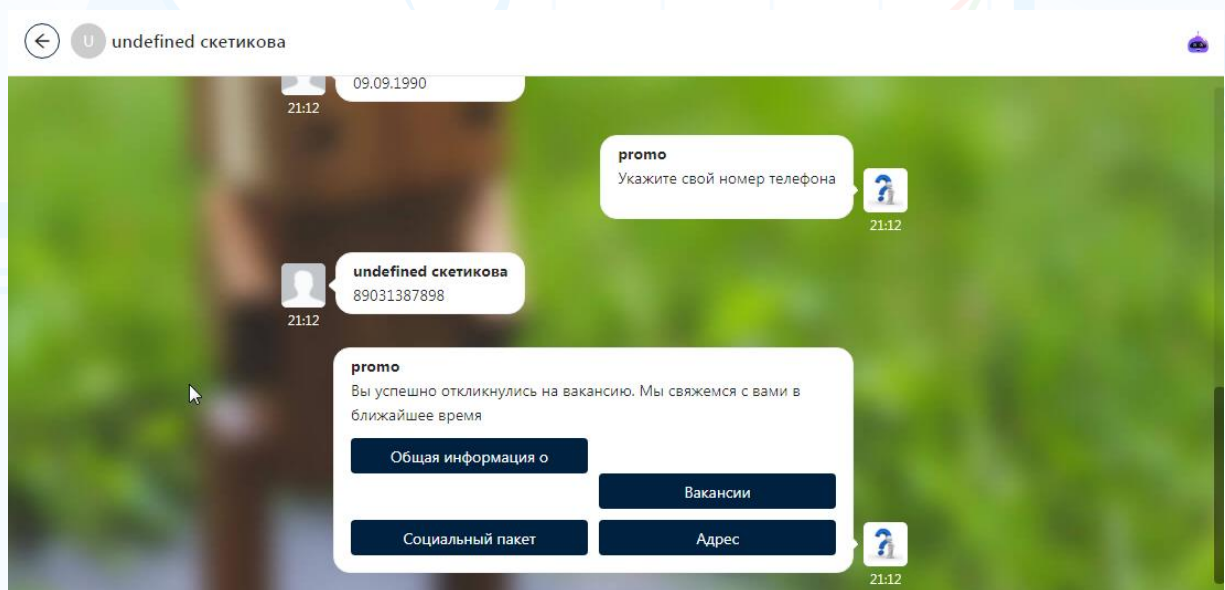 U undefined скетикова
09.09.1990
21:12
promo
Укажите свой номер телефона
21:12
undefined скетикова
89031387898
21:12
promo
Вы успешно откликнулись на вакансию. Мы свяжемся с вами в
ближайшее время
Общая информация о
Вакансии
Социальный пакет
Адрес
21:12